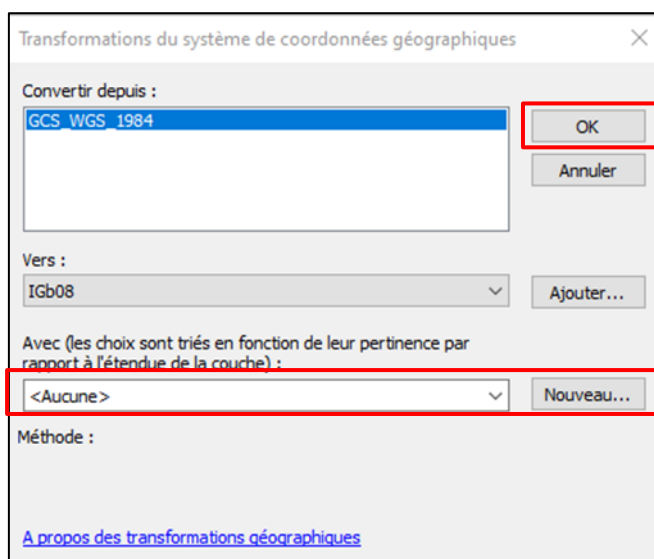 Transformations du système de coordonnées géographiques
Convertir depuis :
GCS_WGS_1984
OK
Annuler
Vers :
IGb08
Ajouter...
Avec (les choix sont triés en fonction de leur pertinence par
rapport à l'étendue de la couche) :
<Aucune>
Nouveau...
Méthode :
A propos des transformations géographiques